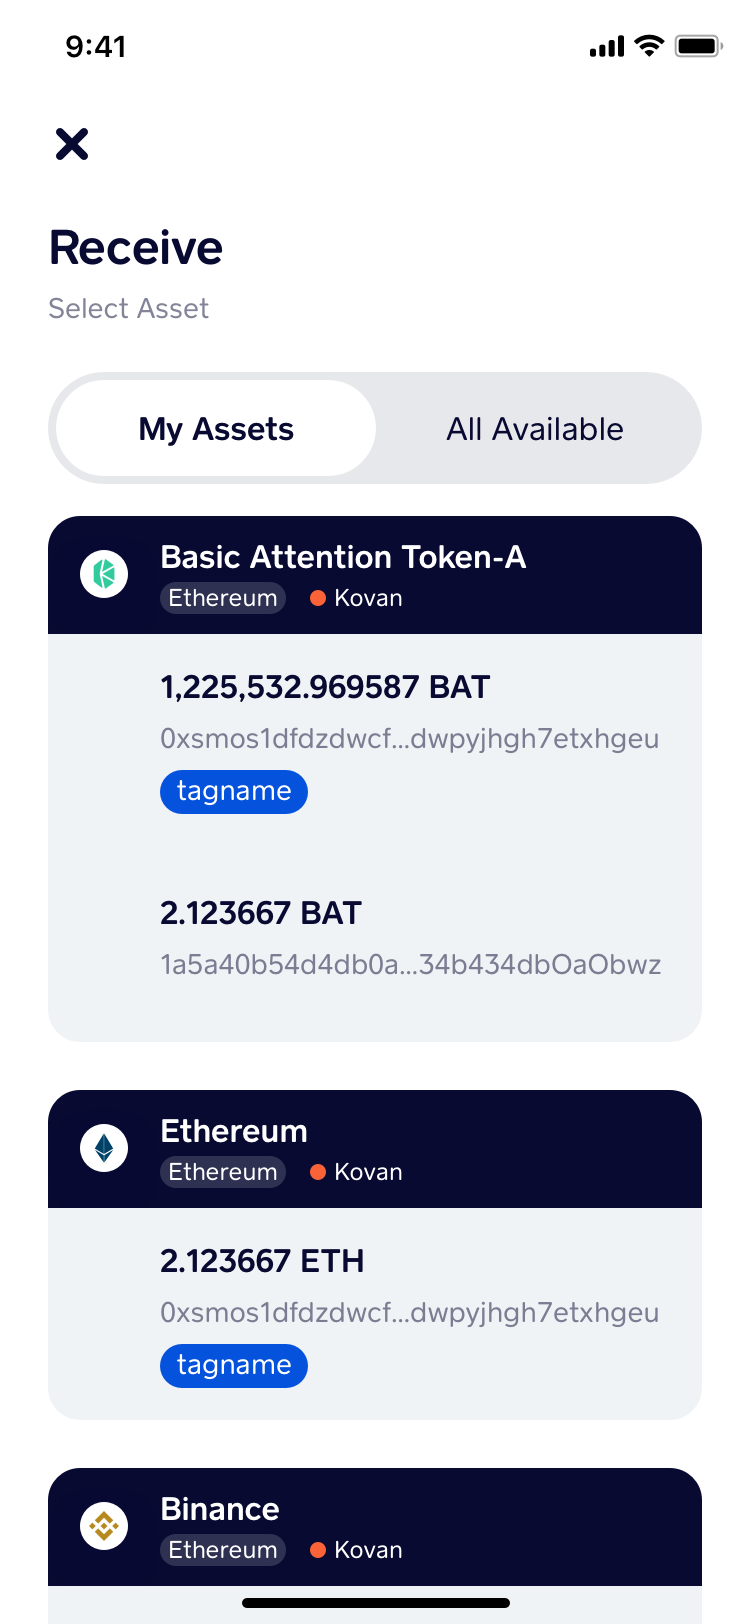 9:41
Receive
Select Asset
My Assets
All Available
Basic Attention Token-A
Ethereum
Kovan
1,225,532.969587 BAT
0xsmos1dfdzdwcf...dwpyjhgh7etxhgeu
tagname
2.123667 BAT
1a5a40b54d4db0a...34b434dbOaObwz
Ethereum
Ethereum
Kovan
2.123667 ETH
0xsmos1dfdzdwcf...dwpyjhgh7etxhgeu
tagname
Binance
Ethereum
Kovan